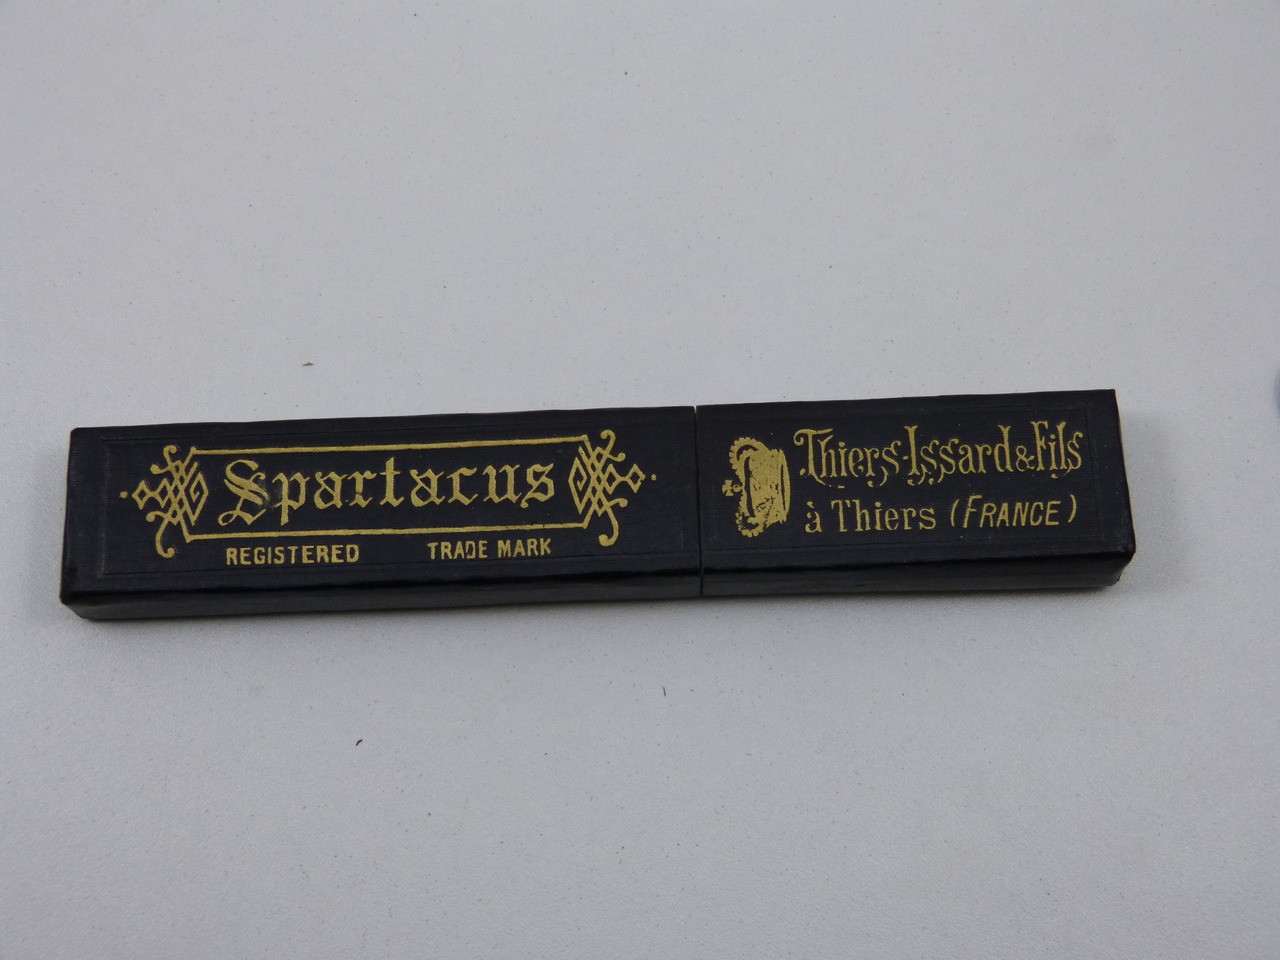 Spartacus
REGISTERED TRADE MARK
Thiers-Issard & Fils
à Thiers (FRANCE)